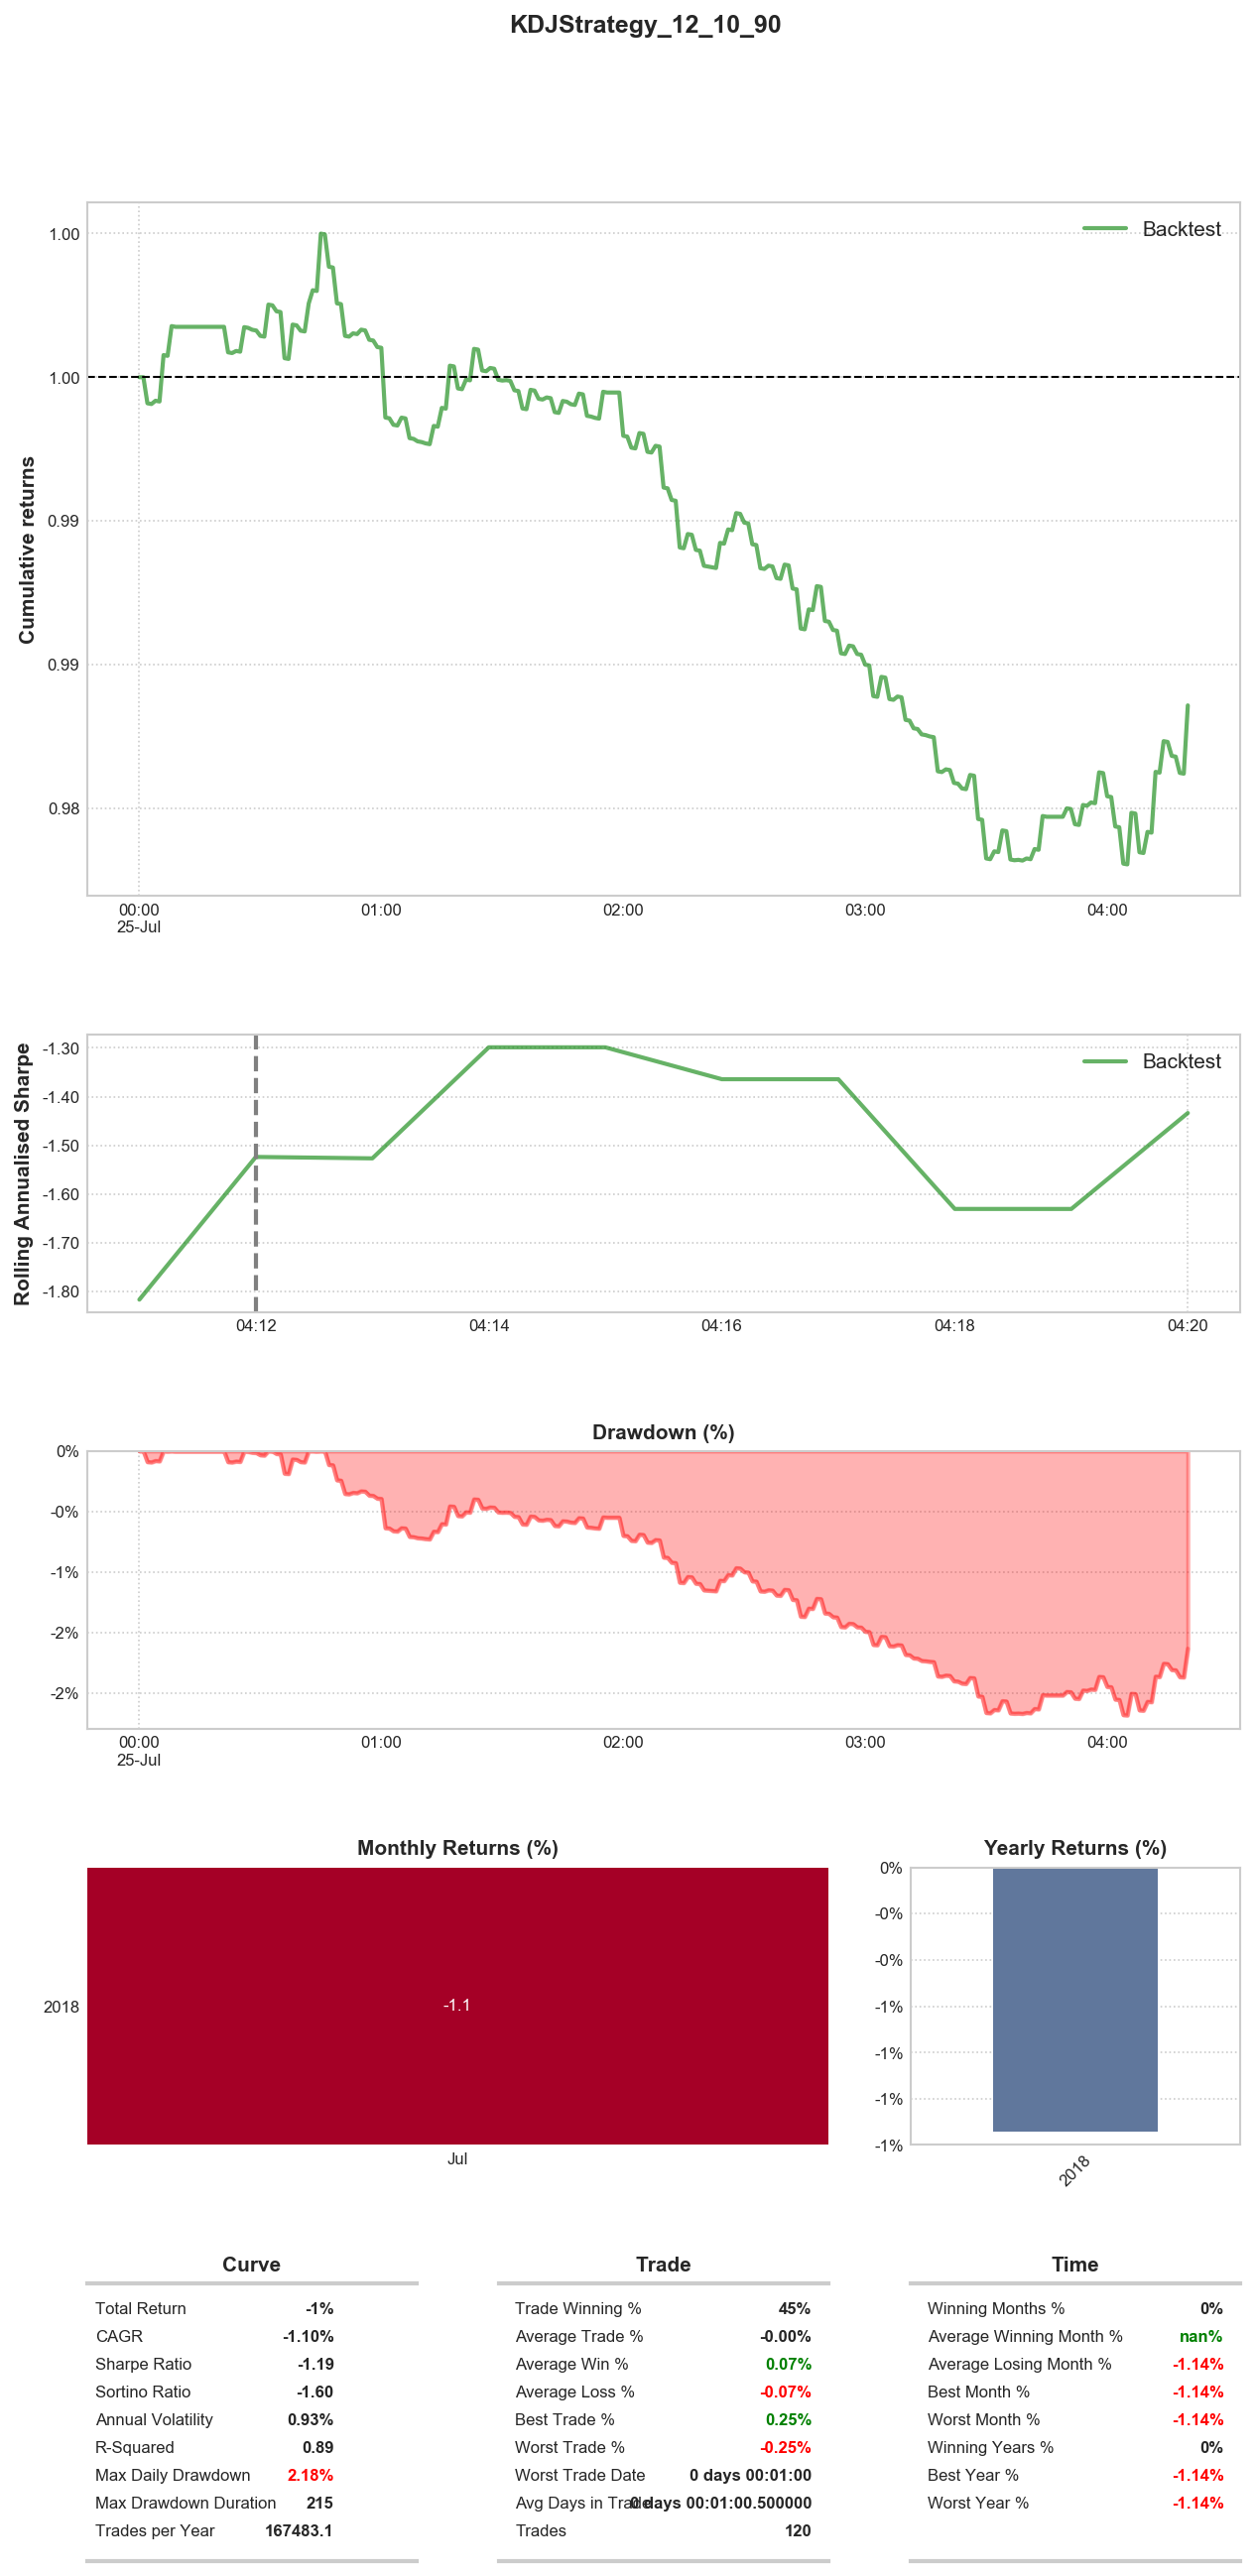 KDJStrategy_12_10_90
Backtest
1.00
1.00
0.99
0.99
0.98
Cumulative returns
00:00 01:00 02:00 03:00 04:00
25-Jul
Backtest
-1.30
-1.40
-1.50
-1.60
-1.70
-1.80
Rolling Annualised Sharpe
04:12 04:14 04:16 04:18 04:20
Drawdown (%)
0%
-0%
-1%
-2%
-2%
00:00 01:00 02:00 03:00 04:00
25-Jul
Monthly Returns (%)
2018
-1.1
Jul
Yearly Returns (%)
0%
-0%
-0%
-1%
-1%
-1%
-1%
2018
Curve
Total Return -1%
CAGR -1.10%
Sharpe Ratio -1.19
Sortino Ratio -1.60
Annual Volatility 0.93%
R-Squared 0.89
Max Daily Drawdown 2.18%
Max Drawdown Duration 215
Trades per Year 167483.1
Trade
Trade Winning % 45%
Average Trade % -0.00%
Average Win % 0.07%
Average Loss % -0.07%
Best Trade % 0.25%
Worst Trade % -0.25%
Worst Trade Date 0 days 00:01:00
Avg Days in Trade 0 days 00:01:00.500000
Trades 120
Time
Winning Months % 0%
Average Winning Month % nan%
Average Losing Month % -1.14%
Best Month % -1.14%
Worst Month % -1.14%
Winning Years % 0%
Best Year % -1.14%
Worst Year % -1.14%